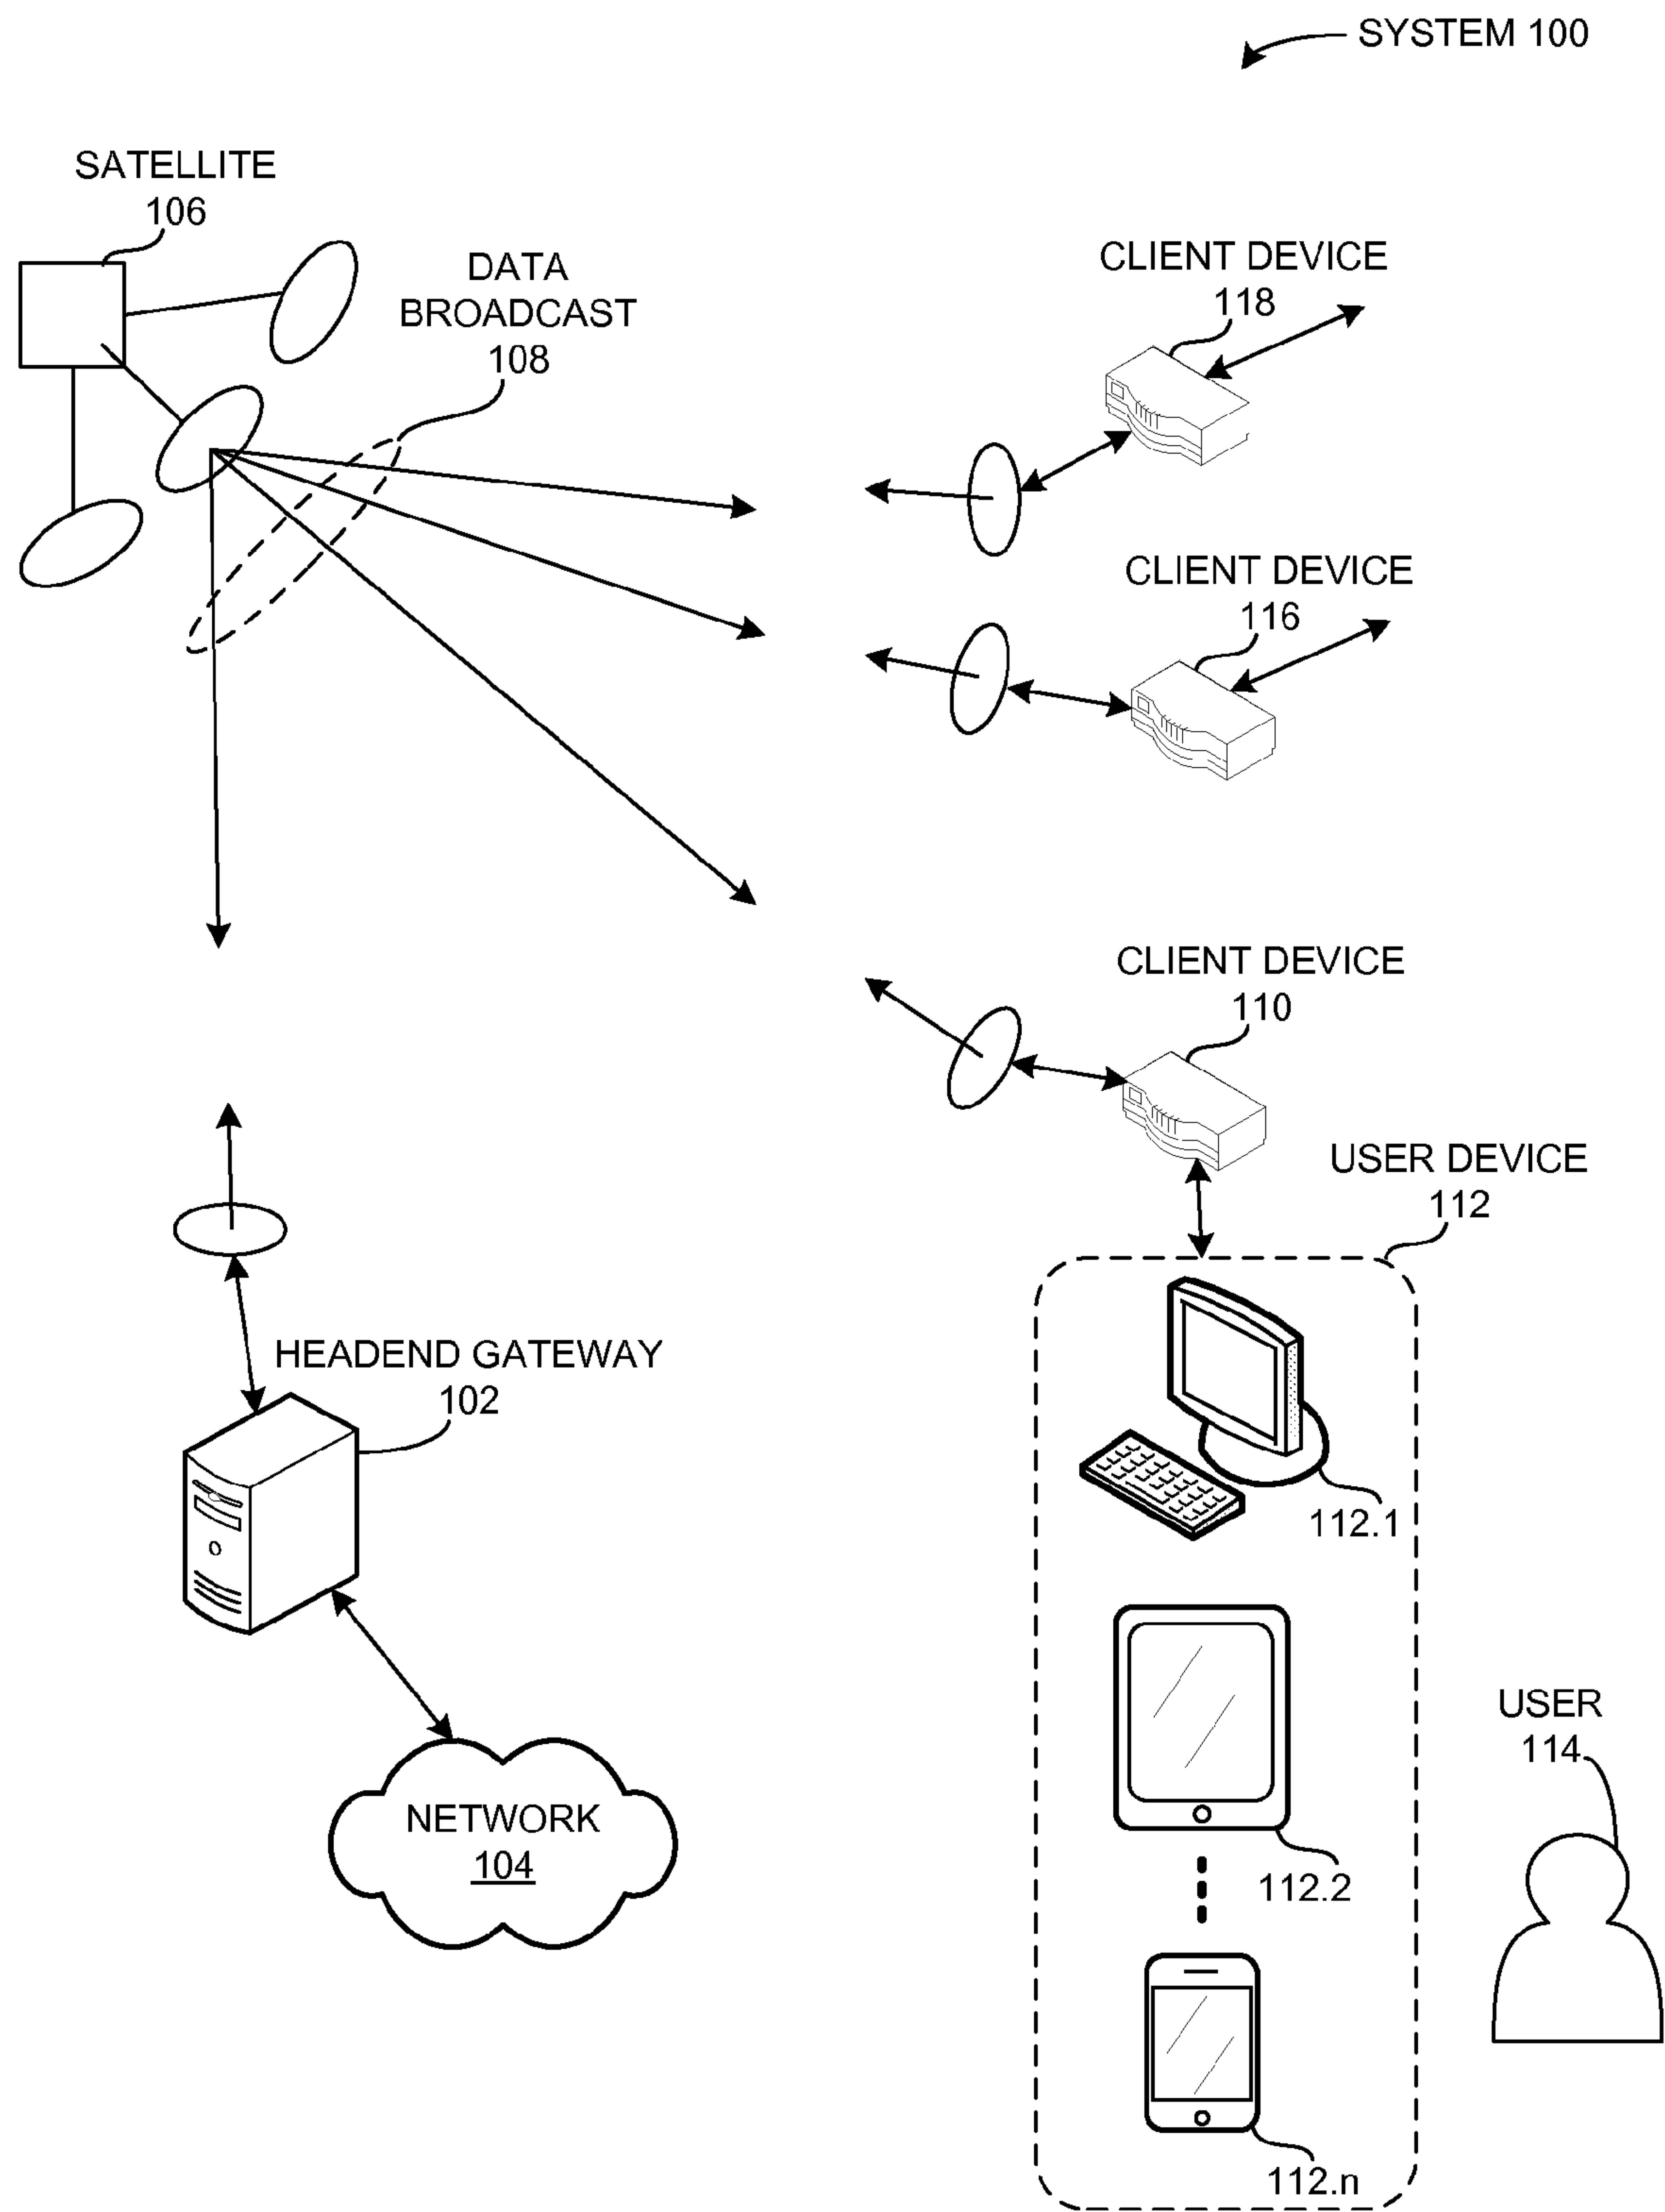 SYSTEM 100
SATELLITE
106
DATA
BROADCAST
108
CLIENT DEVICE
118
CLIENT DEVICE
116
CLIENT DEVICE
110
USER DEVICE
112
HEADEND GATEWAY
102
112.1
NETWORK
104
112.2
USER
114
112.n